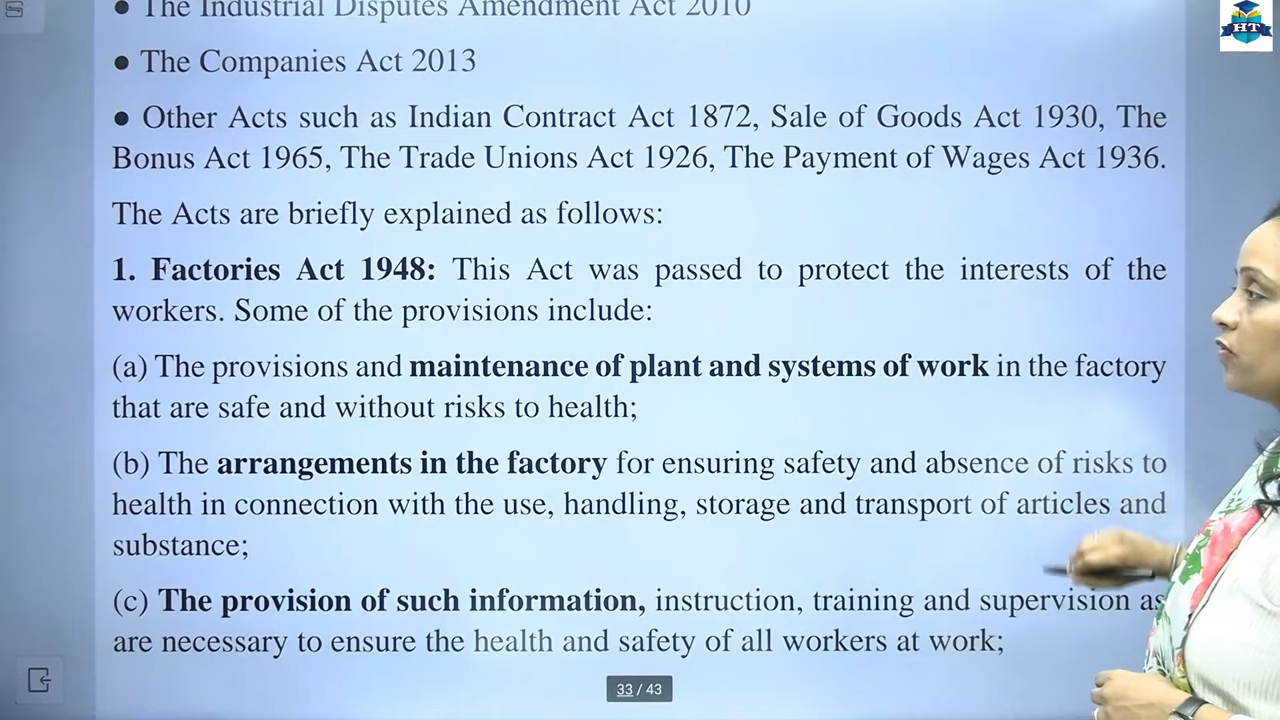 ● The Industrial Disputes Amendment Act 2010
● The Companies Act 2013
● Other Acts such as Indian Contract Act 1872, Sale of Goods Act 1930, The
Bonus Act 1965, The Trade Unions Act 1926, The Payment of Wages Act 1936.
The Acts are briefly explained as follows:
1. Factories Act 1948: This Act was passed to protect the interests of the
workers. Some of the provisions include:
(a) The provisions and maintenance of plant and systems of work in the factory
that are safe and without risks to health;
(b) The arrangements in the factory for ensuring safety and absence of risks to
health in connection with the use, handling, storage and transport of articles and
substance;
(c) The provision of such information, instruction, training and supervision as
are necessary to ensure the health and safety of all workers at work;
33 / 43
HT